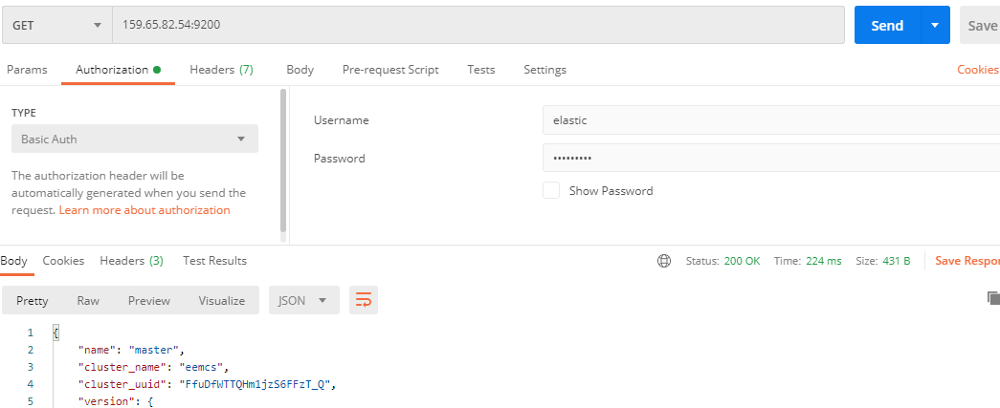 GET 159.65.82.54:9200 Send Save
Params Authorization Headers (7) Body Pre-request Script Tests Settings Cookies
TYPE
Basic Auth
The authorization header will be
automatically generated when you send the
request. Learn more about authorization
Username elastic
Password •••••••••
Show Password
Body Cookies Headers (3) Test Results Status: 200 OK Time: 224 ms Size: 431 B Save Respor
Pretty Raw Preview Visualize JSON
1 {
2 "name": "master",
3 "cluster_name": "eemcs",
4 "cluster_uuid": "FfuDfWTTQHm1jzS6FFzT_Q",
5 "version": {